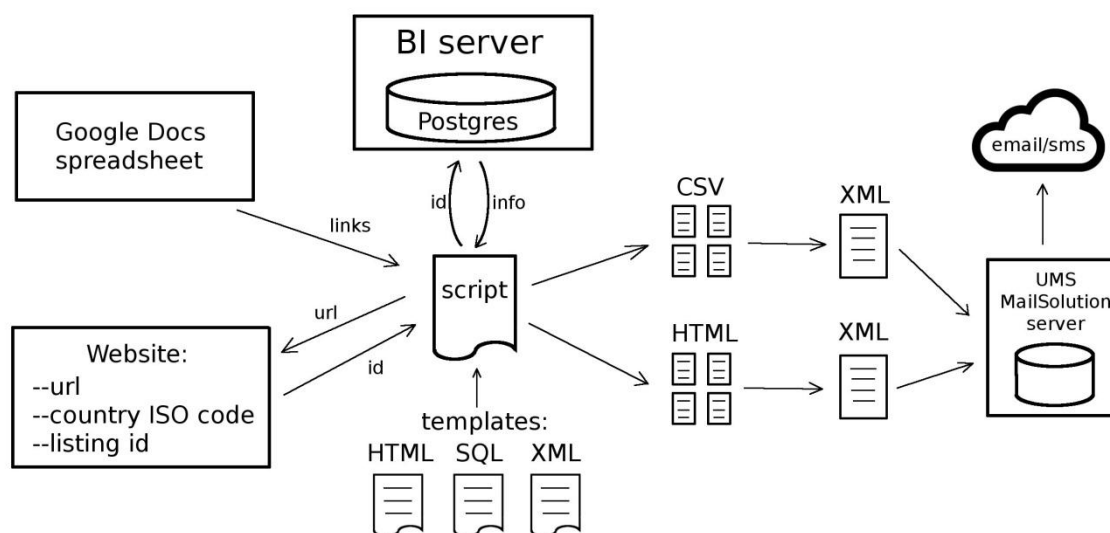 BI server
Postgres
Google Docs
spreadsheet
links
id
info
script
url
id
Website:
--url
--country ISO code
--listing id
templates:
HTML
SQL
XML
CSV
XML
HTML
XML
email/sms
UMS
MailSolution
server